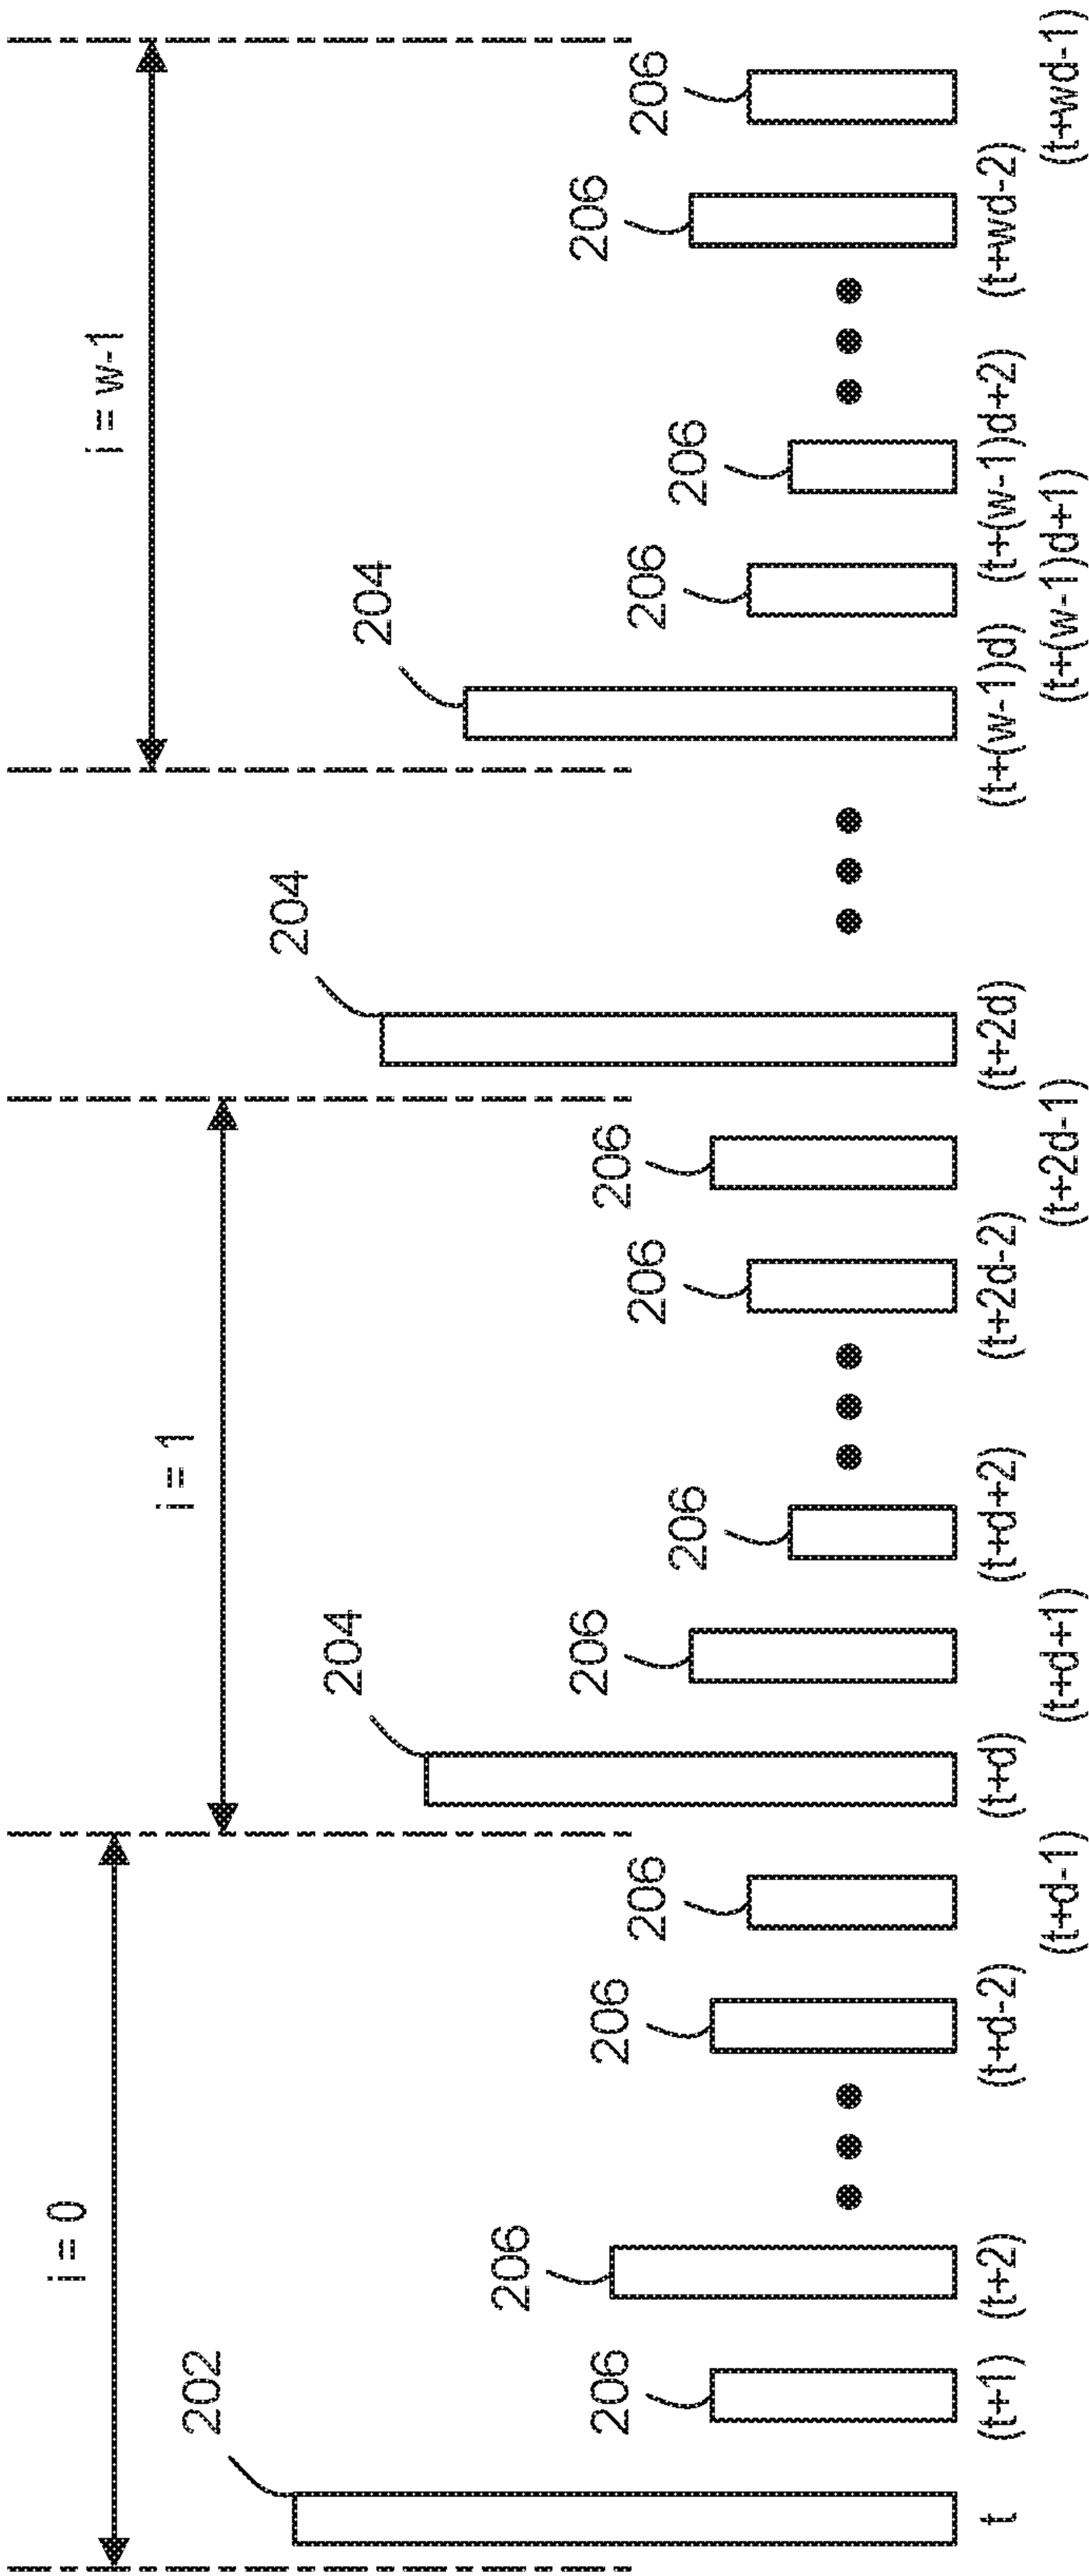 i = 0
i = 1
i = w-1
202
206
206
206
206
204
206
206
206
206
204
204
206
206
206
206
t
(t+1)
(t+2)
(t+d-2)
(t+d-1)
(t+d)
(t+d+1)
(t+d+2)
(t+2d-2)
(t+2d-1)
(t+2d)
(t+(w-1)d)
(t+(w-1)d+1)
(t+(w-1)d+2)
(t+wd-2)
(t+wd-1)